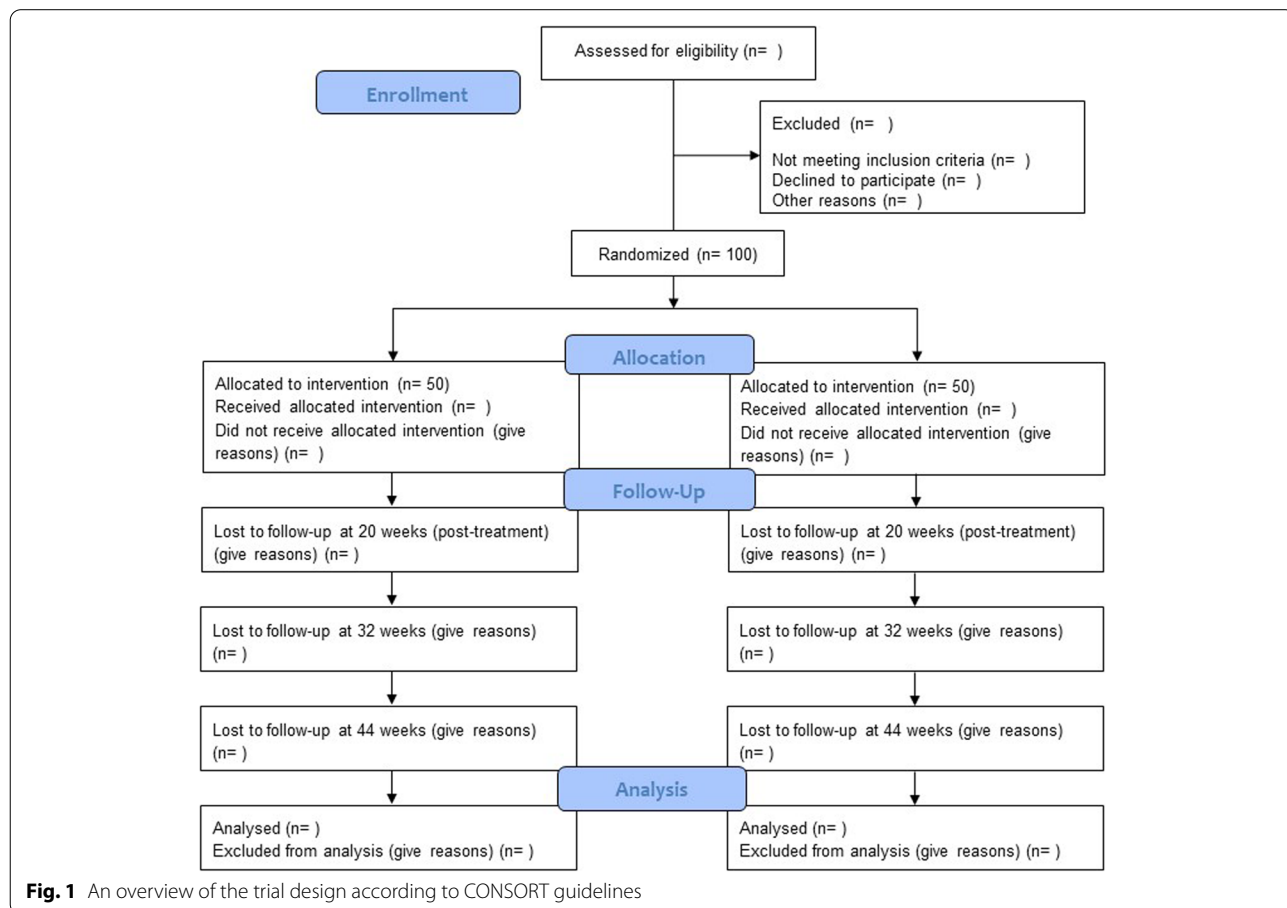 Assessed for eligibility (n= )
Enrollment
Excluded (n= )
Not meeting inclusion criteria (n= )
Declined to participate (n= )
Other reasons (n= )
Randomized (n= 100)
Allocation
Allocated to intervention (n= 50)
Received allocated intervention (n= )
Did not receive allocated intervention (give
reasons) (n= )
Allocated to intervention (n= 50)
Received allocated intervention (n= )
Did not receive allocated intervention (give
reasons) (n= )
Follow-Up
Lost to follow-up at 20 weeks (post-treatment)
(give reasons) (n= )
Lost to follow-up at 20 weeks (post-treatment)
(give reasons) (n= )
Lost to follow-up at 32 weeks (give reasons)
(n= )
Lost to follow-up at 32 weeks (give reasons)
(n= )
Lost to follow-up at 44 weeks (give reasons)
(n= )
Lost to follow-up at 44 weeks (give reasons)
(n= )
Analysis
Analysed (n= )
Excluded from analysis (give reasons) (n= )
Analysed (n= )
Excluded from analysis (give reasons) (n= )
Fig. 1 An overview of the trial design according to CONSORT guidelines